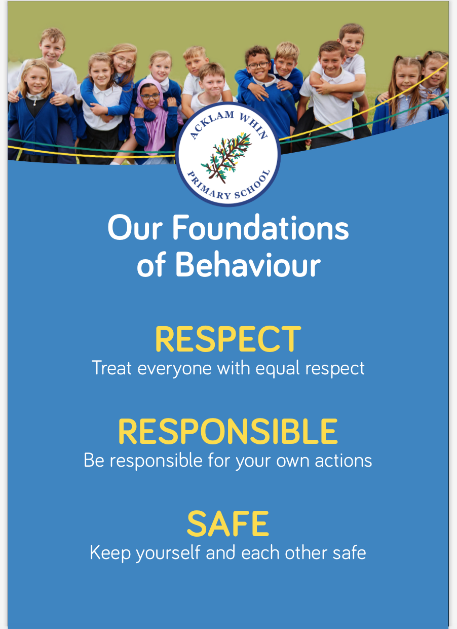 ACKLAM WHIN
PRIMARY SCHOOL
Our Foundations
of Behaviour
RESPECT
Treat everyone with equal respect
RESPONSIBLE
Be responsible for your own actions
SAFE
Keep yourself and each other safe